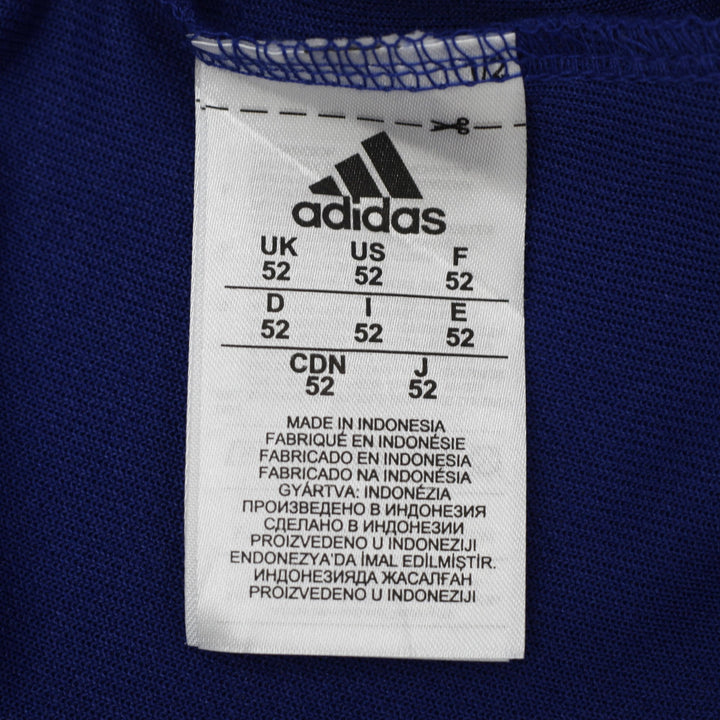 1/2
adidas
UK US F
52 52 52
D I E
52 52 52
CDN J
52 52
MADE IN INDONESIA
FABRIQUÉ EN INDONÉSIE
FABRICADO EN INDONESIA
FABRICADO NA INDONÉSIA
GYÁRTVA: INDONÉZIA
ПРОИЗВЕДЕНО В ИНДОНЕЗИЯ
СДЕЛАНО В ИНДОНЕЗИИ
PROIZVEDENO U INDONEZIJI
ENDONEZYA'DA İMAL EDİLMİŞTİR.
ИНДОНЕЗИЯДА ЖАСАЛҒАН
PROIZVEDENO U INDONEZIJI